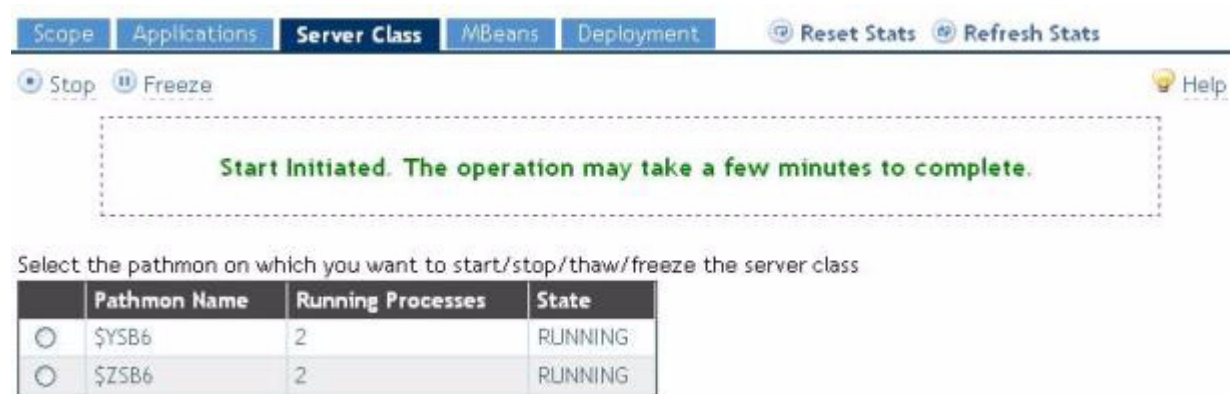 Scope Applications Server Class MBeans Deployment Reset Stats Refresh Stats
Stop Freeze Help
Start Initiated. The operation may take a few minutes to complete.
Select the pathmon on which you want to start/stop/thaw/freeze the server class
Pathmon Name Running Processes State
$YSB6 2 RUNNING
$ZSB6 2 RUNNING